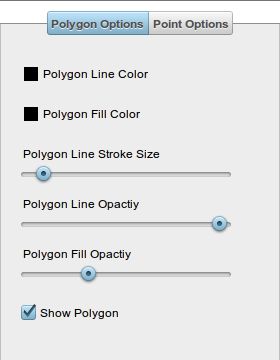 Polygon Options Point Options
Polygon Line Color
Polygon Fill Color
Polygon Line Stroke Size
Polygon Line Opactiy
Polygon Fill Opactiy
Show Polygon